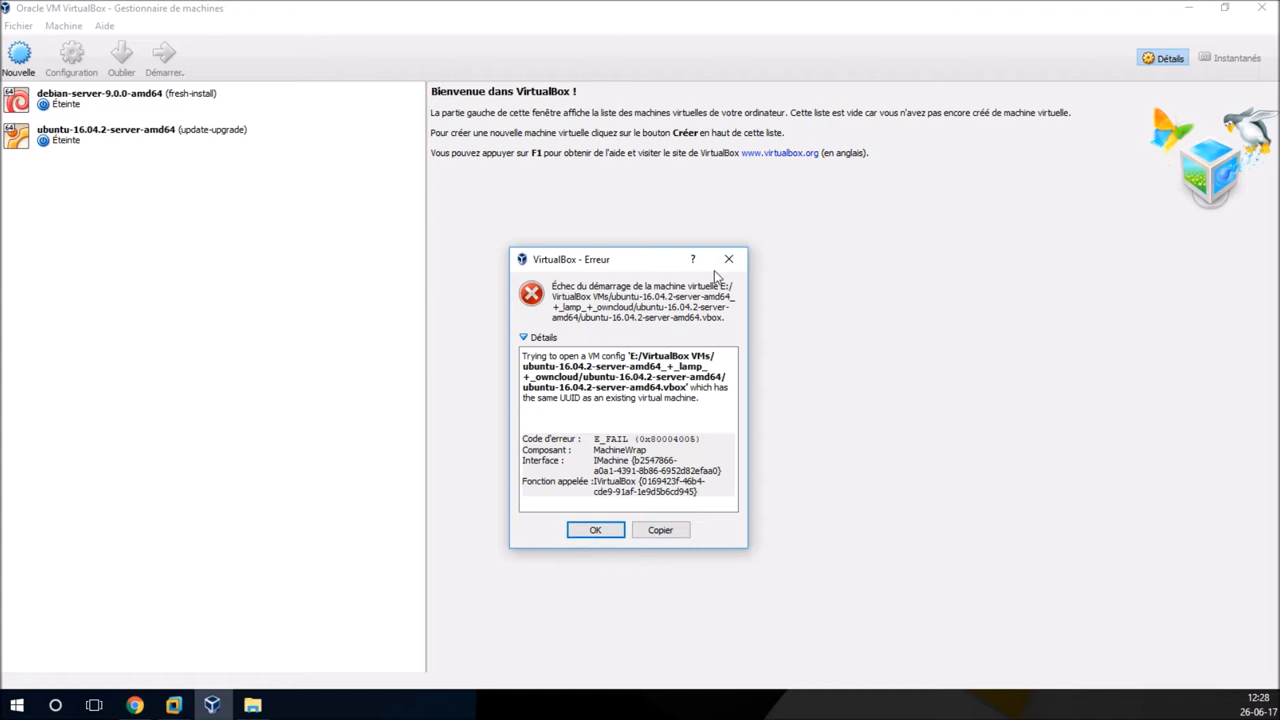 Oracle VM VirtualBox - Gestionnaire de machines
Fichier Machine Aide
Nouvelle Configuration Oublier Démarrer..
Détails Instantanés
64 debian-server-9.0.0-amd64 (fresh-install)
Éteinte
64 ubuntu-16.04.2-server-amd64 (update-upgrade)
Éteinte
Bienvenue dans VirtualBox !
La partie gauche de cette fenêtre affiche la liste des machines virtuelles de votre ordinateur. Cette liste est vide car vous n'avez pas encore créé de machine virtuelle.
Pour créer une nouvelle machine virtuelle cliquez sur le bouton Créer en haut de cette liste.
Vous pouvez appuyer sur F1 pour obtenir de l'aide et visiter le site de VirtualBox www.virtualbox.org (en anglais).
VirtualBox - Erreur
Échec du démarrage de la machine virtuelle E:/
VirtualBox VMs/ubuntu-16.04.2-server-amd64_
+_lamp_+_owncloud/ubuntu-16.04.2-server-
amd64/ubuntu-16.04.2-server-amd64.vbox.
Détails
Trying to open a VM config 'E:/VirtualBox VMs/
ubuntu-16.04.2-server-amd64_+_lamp_
+_owncloud/ubuntu-16.04.2-server-amd64/
ubuntu-16.04.2-server-amd64.vbox' which has
the same UUID as an existing virtual machine.
Code d'erreur : E_FAIL (0x80004005)
Composant : MachineWrap
Interface : IMachine {b2547866-
a0a1-4391-8b86-6952d82efaa0}
Fonction appelée :IVirtualBox {0169423f-46b4-
cde9-91af-1e9d5b6cd945}
OK Copier
12:28
26-06-17